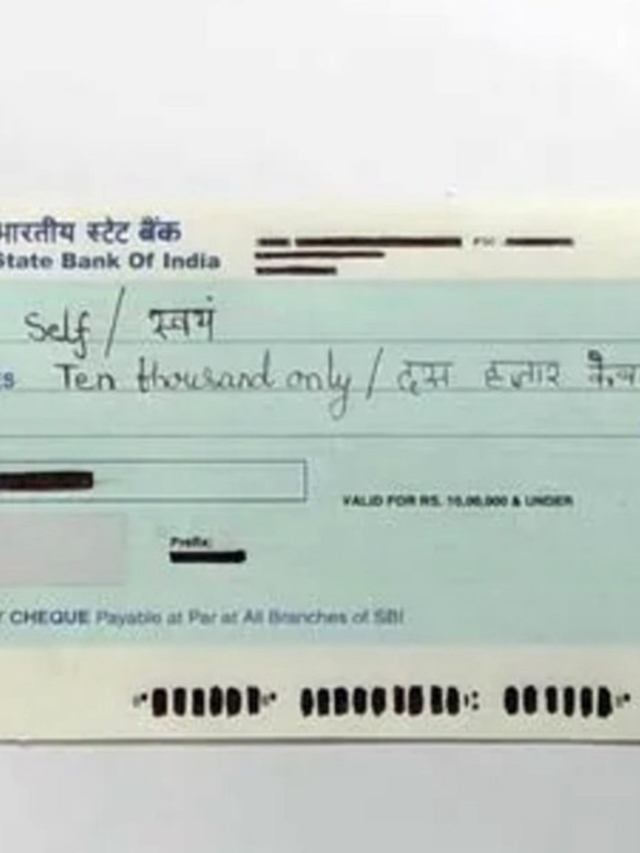 भारतीय स्टेट बैंक
State Bank Of India
Self / स्वयं
Ten thousand only / दस हजार
VALID FOR RS. 10,00,000 & UNDER
Prefix:
CHEQUE Payable at Par at All Branches of SBI